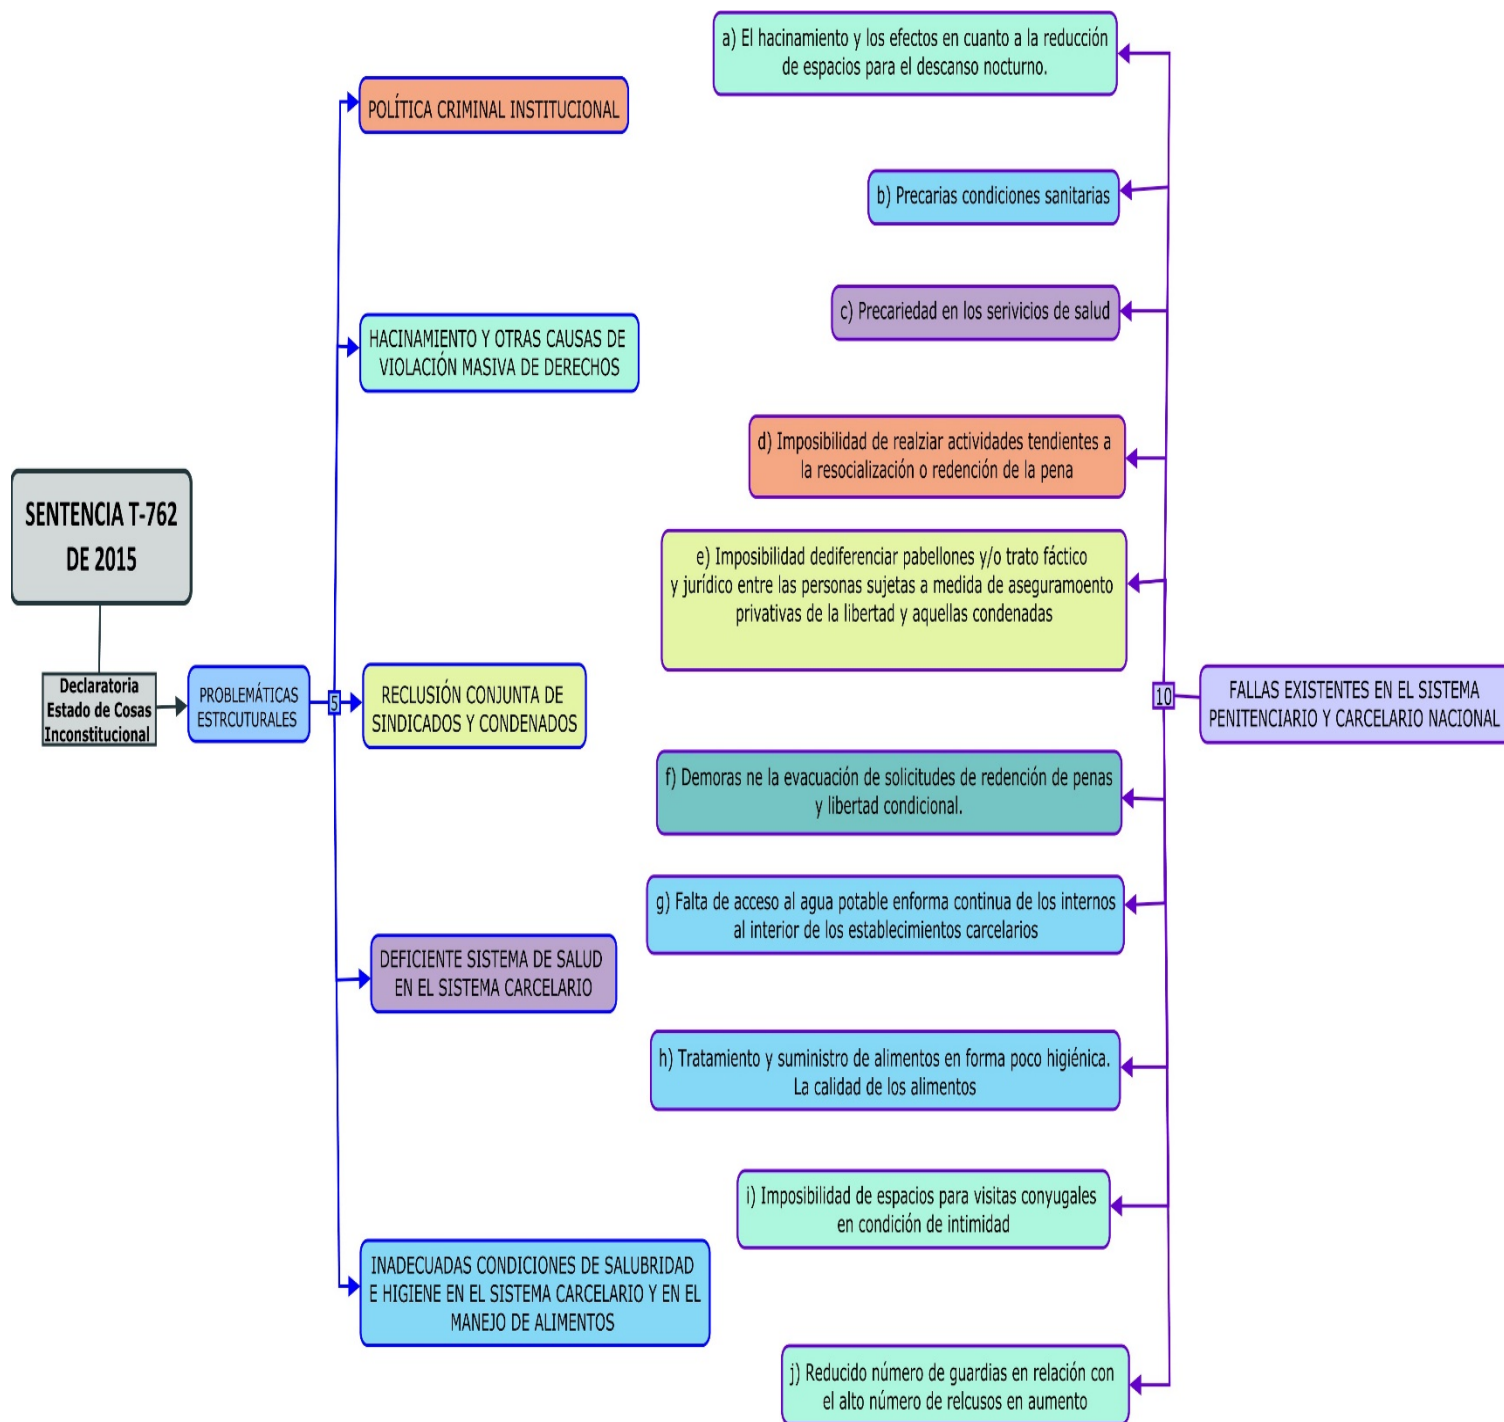 SENTENCIA T-762
DE 2015
Declaratoria
Estado de Cosas
Inconstitucional
PROBLEMÁTICAS
ESTRCUTURALES
5
POLÍTICA CRIMINAL INSTITUCIONAL
HACINAMIENTO Y OTRAS CAUSAS DE
VIOLACIÓN MASIVA DE DERECHOS
RECLUSIÓN CONJUNTA DE
SINDICADOS Y CONDENADOS
DEFICIENTE SISTEMA DE SALUD
EN EL SISTEMA CARCELARIO
INADECUADAS CONDICIONES DE SALUBRIDAD
E HIGIENE EN EL SISTEMA CARCELARIO Y EN EL
MANEJO DE ALIMENTOS
a) El hacinamiento y los efectos en cuanto a la reducción
de espacios para el descanso nocturno.
b) Precarias condiciones sanitarias
c) Precariedad en los serivicios de salud
d) Imposibilidad de realziar actividades tendientes a
la resocialización o redención de la pena
e) Imposibilidad dediferenciar pabellones y/o trato fáctico
y jurídico entre las personas sujetas a medida de aseguramoento
privativas de la libertad y aquellas condenadas
f) Demoras ne la evacuación de solicitudes de redención de penas
y libertad condicional.
g) Falta de acceso al agua potable enforma continua de los internos
al interior de los establecimientos carcelarios
h) Tratamiento y suministro de alimentos en forma poco higiénica.
La calidad de los alimentos
i) Imposibilidad de espacios para visitas conyugales
en condición de intimidad
j) Reducido número de guardias en relación con
el alto número de relcusos en aumento
10
FALLAS EXISTENTES EN EL SISTEMA
PENITENCIARIO Y CARCELARIO NACIONAL